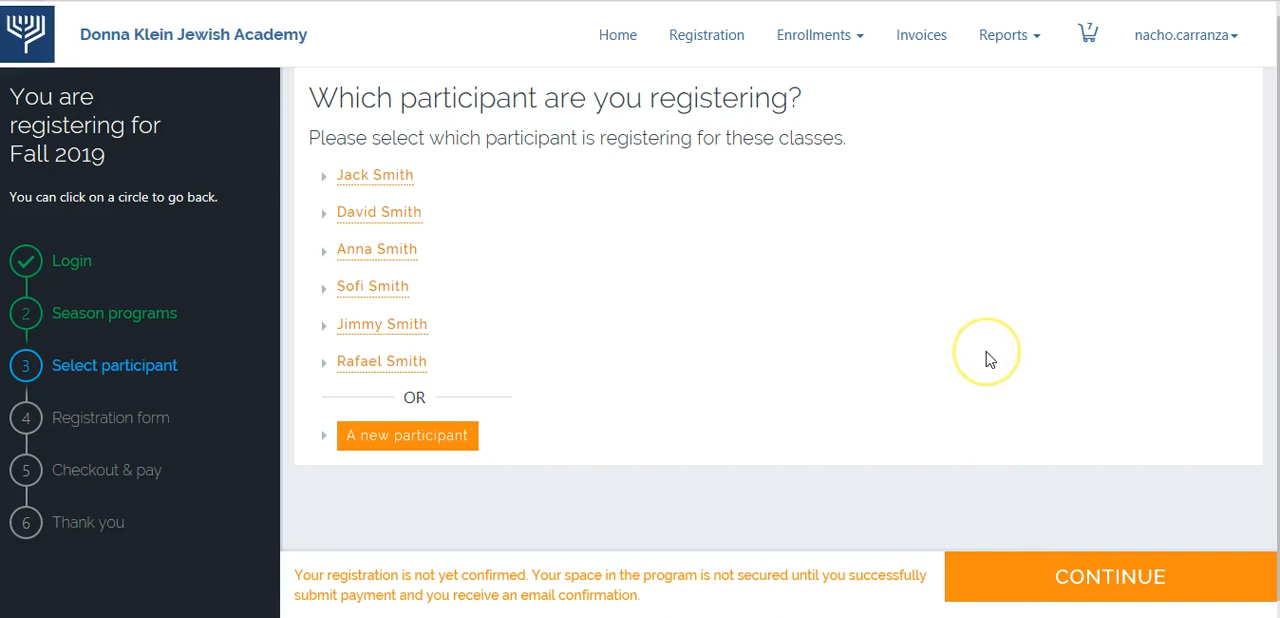 Donna Klein Jewish Academy
Home Registration Enrollments Invoices Reports 7 nacho.carranza
You are
registering for
Fall 2019
You can click on a circle to go back.
Login
2 Season programs
3 Select participant
4 Registration form
5 Checkout & pay
6 Thank you
Which participant are you registering?
Please select which participant is registering for these classes.
Jack Smith
David Smith
Anna Smith
Sofi Smith
Jimmy Smith
Rafael Smith
OR
A new participant
Your registration is not yet confirmed. Your space in the program is not secured until you successfully
submit payment and you receive an email confirmation.
CONTINUE